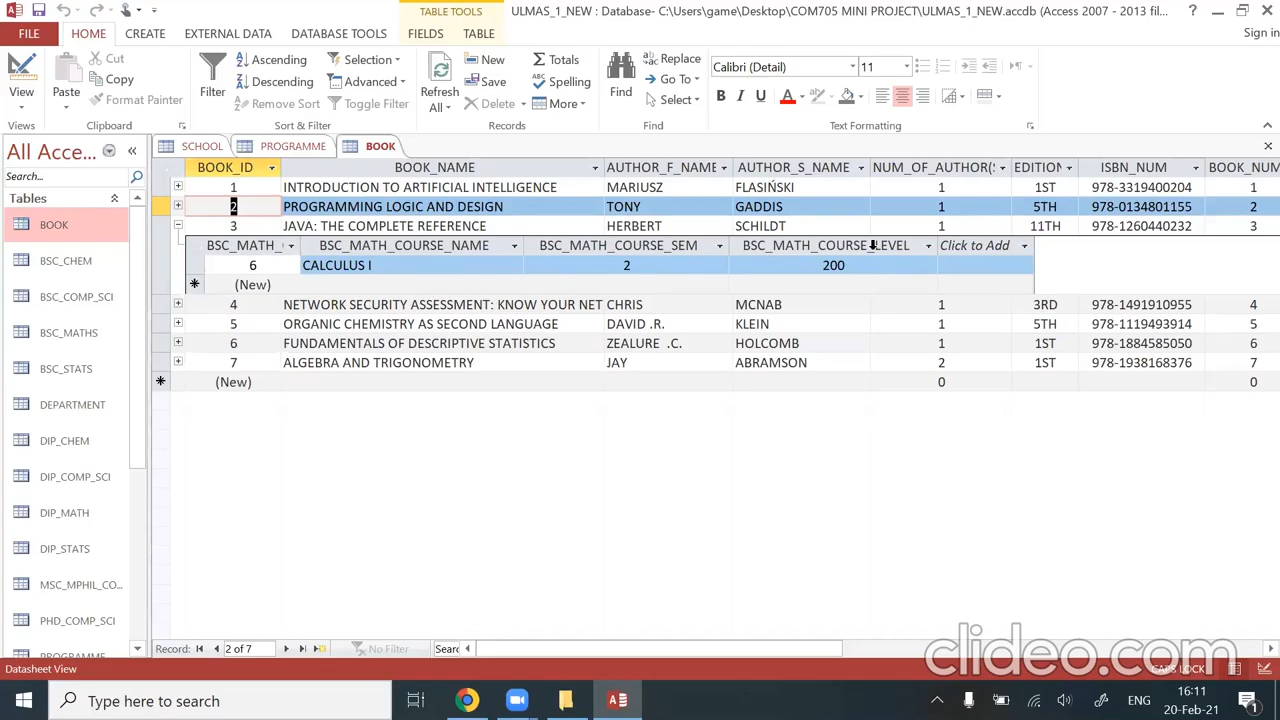 ULMAS_1_NEW : Database- C:\Users\game\Desktop\COM705 MINI PROJECT\ULMAS_1_NEW.accdb (Access 2007 - 2013 fil...
TABLE TOOLS
FILE HOME CREATE EXTERNAL DATA DATABASE TOOLS FIELDS TABLE Sign in
View
Views
Paste
Cut
Copy
Format Painter
Clipboard
Filter
Ascending
Descending
Remove Sort
Selection
Advanced
Toggle Filter
Sort & Filter
Refresh All
New
Save
Delete
Totals
Spelling
More
Records
Find
Replace
Go To
Select
Find
Calibri (Detail) 11
B I U A
Text Formatting
All Acce...
Search...
Tables
BOOK
BSC_CHEM
BSC_COMP_SCI
BSC_MATHS
BSC_STATS
DEPARTMENT
DIP_CHEM
DIP_COMP_SCI
DIP_MATH
DIP_STATS
MSC_MPHIL_CO...
PHD_COMP_SCI
PROGRAMME
SCHOOL PROGRAMME BOOK
BOOK_ID BOOK_NAME AUTHOR_F_NAME AUTHOR_S_NAME NUM_OF_AUTHOR(S EDITION ISBN_NUM BOOK_NUM
1 INTRODUCTION TO ARTIFICIAL INTELLIGENCE MARIUSZ FLASIŃSKI 1 1ST 978-3319400204 1
2 PROGRAMMING LOGIC AND DESIGN TONY GADDIS 1 5TH 978-0134801155 2
3 JAVA: THE COMPLETE REFERENCE HERBERT SCHILDT 1 11TH 978-1260440232 3
BSC_MATH_C BSC_MATH_COURSE_NAME BSC_MATH_COURSE_SEM BSC_MATH_COURSE_LEVEL Click to Add
6 CALCULUS I 2 200
(New)
4 NETWORK SECURITY ASSESSMENT: KNOW YOUR NET CHRIS MCNAB 1 3RD 978-1491910955 4
5 ORGANIC CHEMISTRY AS SECOND LANGUAGE DAVID .R. KLEIN 1 5TH 978-1119493914 5
6 FUNDAMENTALS OF DESCRIPTIVE STATISTICS ZEALURE .C. HOLCOMB 1 1ST 978-1884585050 6
7 ALGEBRA AND TRIGONOMETRY JAY ABRAMSON 2 1ST 978-1938168376 7
(New) 0 0
Record: 2 of 7 No Filter Searc
clideo.com
Datasheet View CAPS LOCK
Type here to search
ENG
16:11
20-Feb-21
1